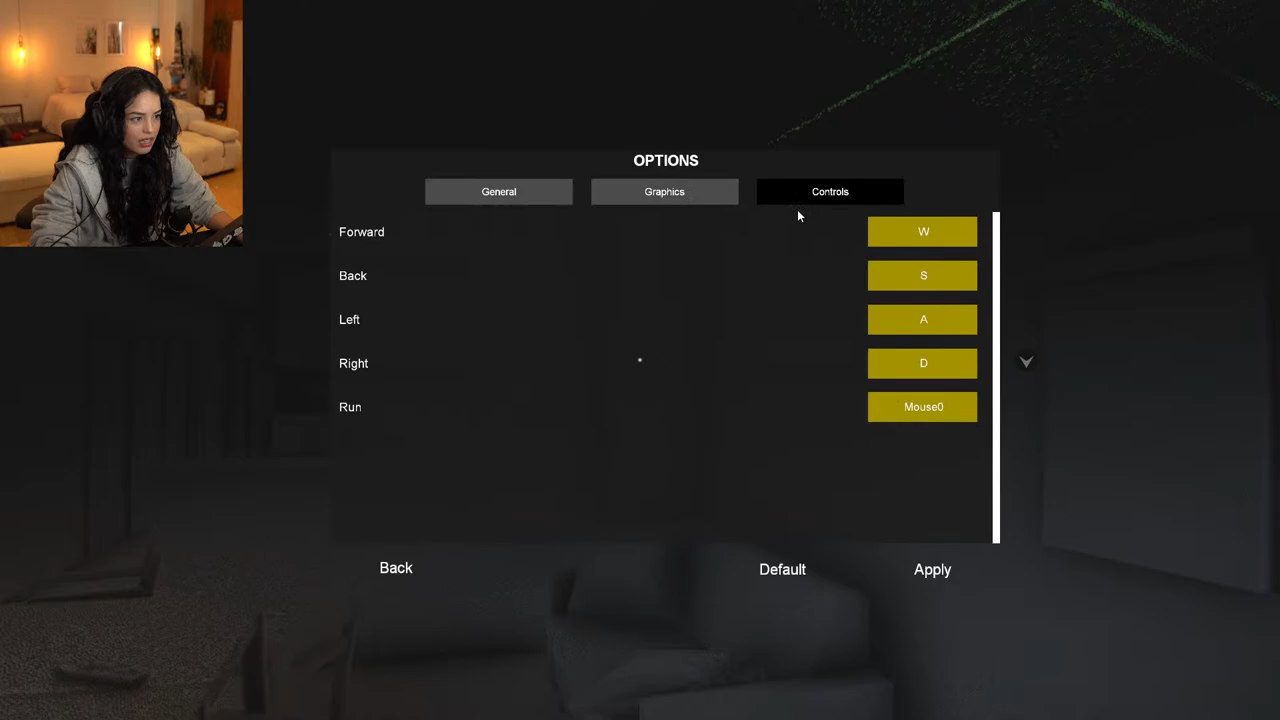 OPTIONS
General Graphics Controls
Forward W
Back S
Left A
Right D
Run Mouse0
Back Default Apply